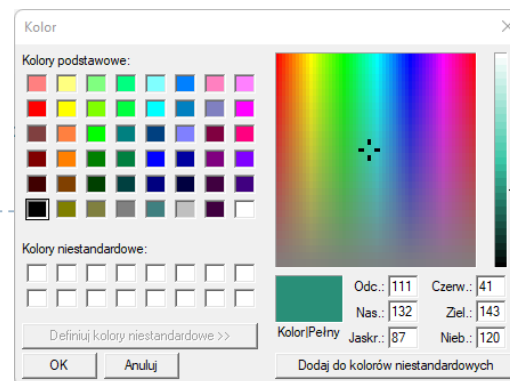 Kolor
Kolory podstawowe:
Kolory niestandardowe:
Definiuj kolory niestandardowe >>
OK
Anuluj
Kolor|Pełny
Odc.: 111
Nas.: 132
Jaskr.: 87
Czerw.: 41
Ziel.: 143
Nieb.: 120
Dodaj do kolorów niestandardowych